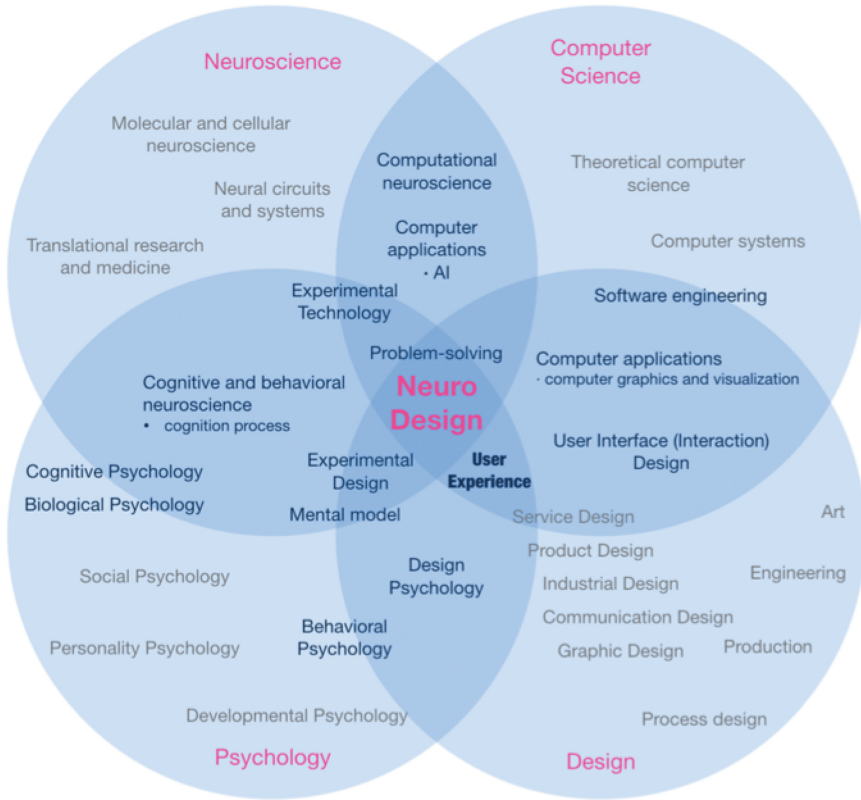 Neuroscience
Computer
Science
Molecular and cellular
neuroscience
Neural circuits
and systems
Translational research
and medicine
Computational
neuroscience
Computer
applications
· AI
Theoretical computer
science
Computer systems
Experimental
Technology
Software engineering
Problem-solving
Computer applications
· computer graphics and visualization
Cognitive and behavioral
neuroscience
• cognition process
Neuro
Design
User Interface (Interaction)
Design
Cognitive Psychology
Biological Psychology
Experimental
Design
Mental model
User
Experience
Service Design
Art
Product Design
Engineering
Industrial Design
Communication Design
Graphic Design
Production
Process design
Social Psychology
Design
Psychology
Personality Psychology
Behavioral
Psychology
Developmental Psychology
Psychology
Design